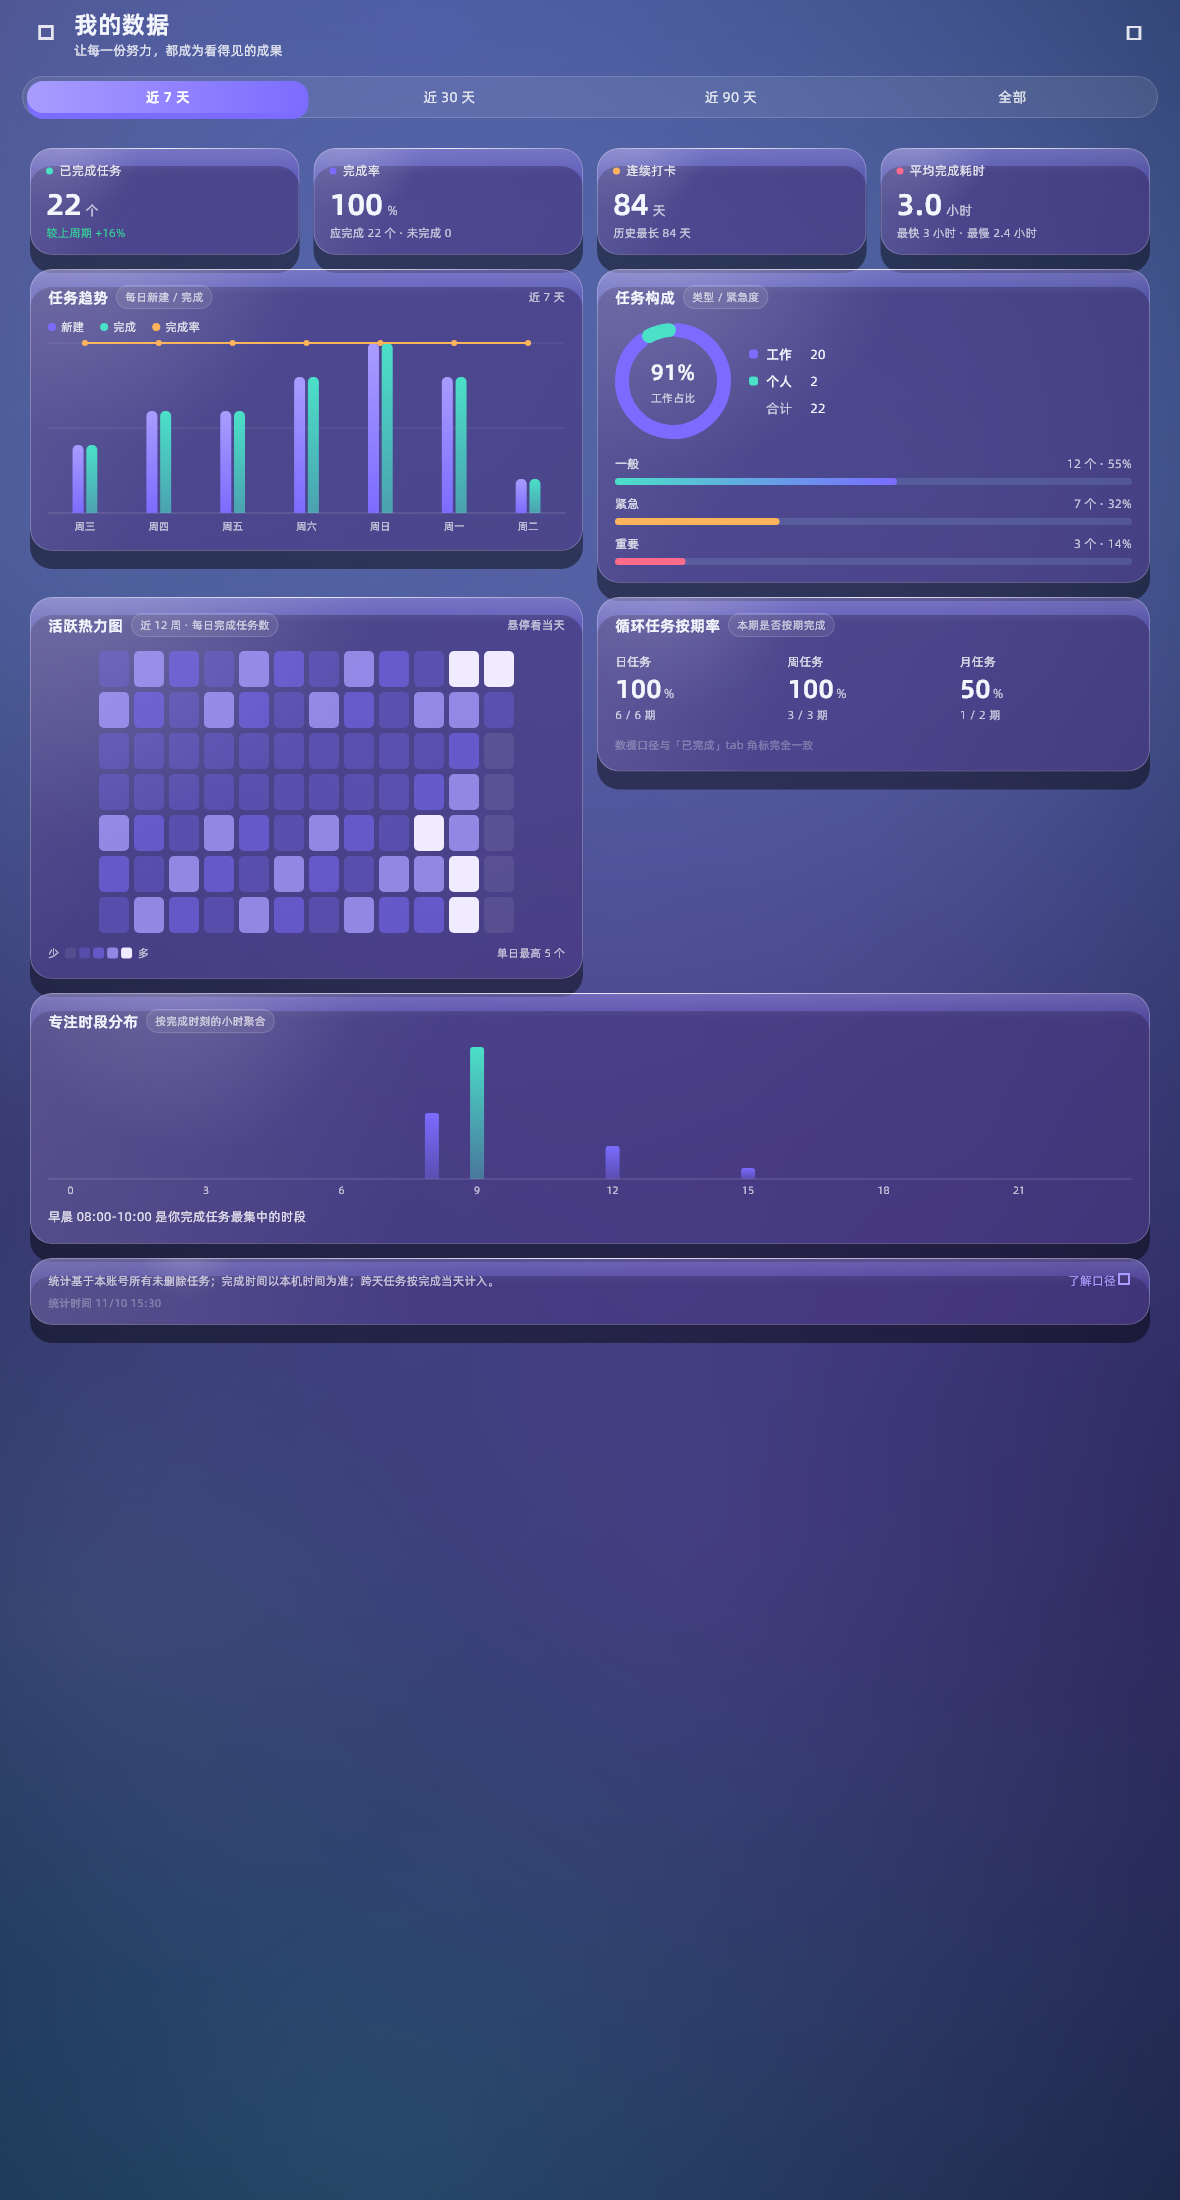 我的数据
让每一份努力，都成为看得见的成果
近 7 天
近 30 天
近 90 天
全部
已完成任务
22 个
较上周期 +16%
完成率
100 %
应完成 22 个 · 未完成 0
连续打卡
84 天
历史最长 84 天
平均完成耗时
3.0 小时
最快 3 小时 · 最慢 2.4 小时
任务趋势 每日新建 / 完成 近 7 天
新建 完成 完成率
周三 周四 周五 周六 周日 周一 周二
任务构成 类型 / 紧急度
91%
工作占比
工作 20
个人 2
合计 22
一般 12 个 · 55%
紧急 7 个 · 32%
重要 3 个 · 14%
活跃热力图 近 12 周 · 每日完成任务数 悬停看当天
少 多 单日最高 5 个
循环任务按期率 本期是否按期完成
日任务
100 %
6 / 6 期
周任务
100 %
3 / 3 期
月任务
50 %
1 / 2 期
数据口径与「已完成」tab 角标完全一致
专注时段分布 按完成时刻的小时聚合
0 3 6 9 12 15 18 21
早晨 08:00-10:00 是你完成任务最集中的时段
统计基于本账号所有未删除任务；完成时间以本机时间为准；跨天任务按完成当天计入。 了解口径
统计时间 11/10 15:30